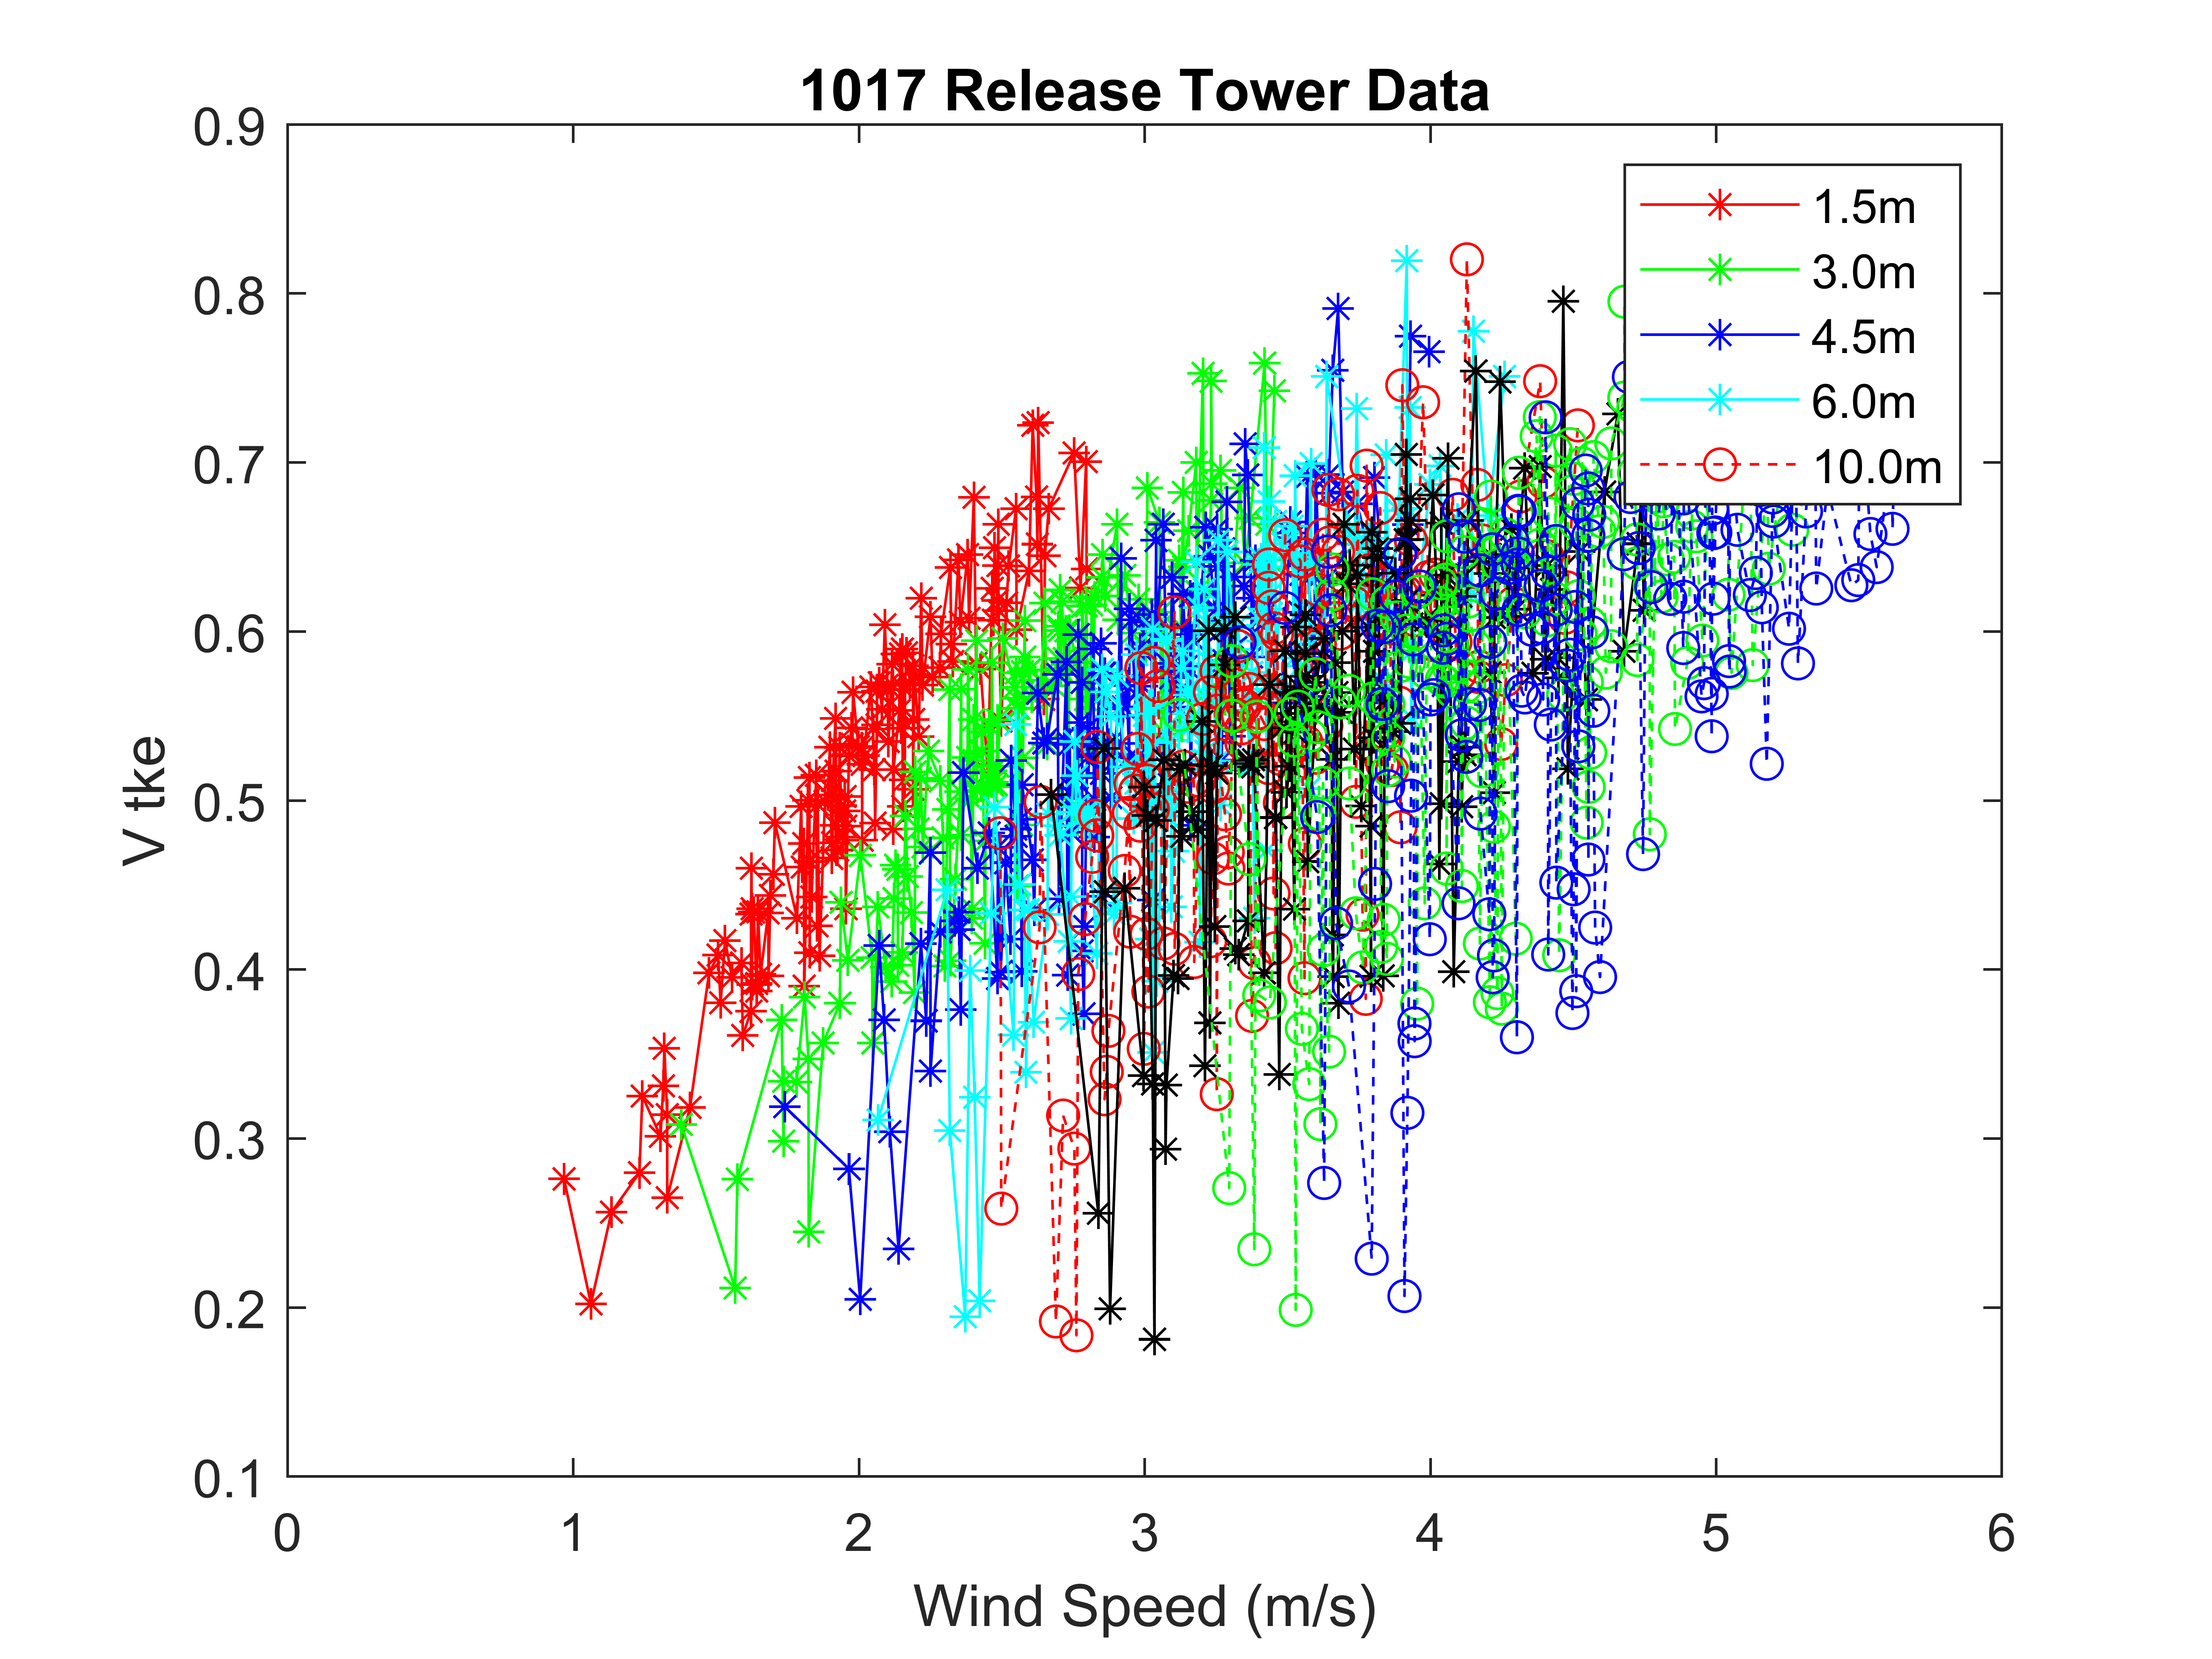 1017 Release Tower Data
0.9
0.8
0.7
0.6
0.5
0.4
0.3
0.2
0.1
V tke
1.5m
3.0m
4.5m
6.0m
10.0m
0 1 2 3 4 5 6
Wind Speed (m/s)